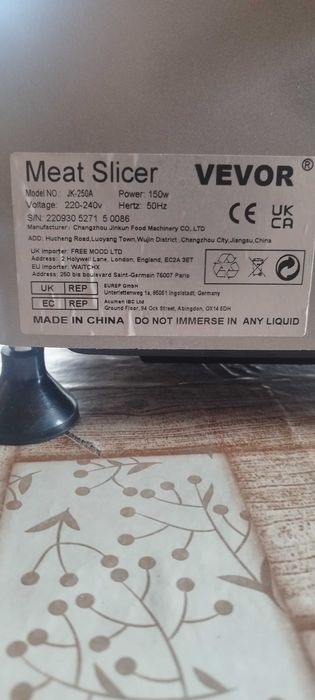 Meat Slicer VEVOR®
Model NO.: JK-250A Power: 150w
Voltage: 220-240v Hertz: 50Hz
S/N: 220930 5271 5 0086
CE UK CA
Manufacturer: Changzhou Jinkun Food Machinery CO., LTD
ADD: Hucheng Road,Luoyang Town,Wujin District ,Changzhou City,Jiangsu,China
UK Importer: FREE MOOD LTD
Address: 2 Holywell Lane, London, England, EC2A 3ET
EU Importer: WAITCHX
Address: 250 bis boulevard Saint-Germain 75007 Paris
UK REP EUREP GmbH
Unterlettenweg 1a, 85051 Ingolstadt, Germany
EC REP Acumen IBC Ltd
Ground Floor, 94 Ock Street, Abingdon, OX14 5DH
MADE IN CHINA DO NOT IMMERSE IN ANY LIQUID